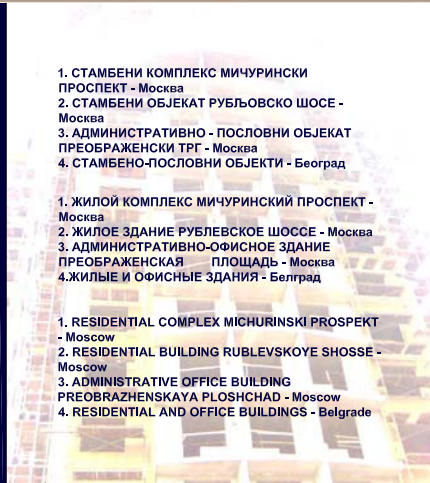 1. СТАМБЕНИ КОМПЛЕКС МИЧУРИНСКИ
ПРОСПЕКТ - Москва
2. СТАМБЕНИ ОБЈЕКАТ РУБЉОВСКО ШОСЕ -
Москва
3. АДМИНИСТРАТИВНО - ПОСЛОВНИ ОБЈЕКАТ
ПРЕОБРАЖЕНСКИ ТРГ - Москва
4. СТАМБЕНО-ПОСЛОВНИ ОБЈЕКТИ - Београд
1. ЖИЛОЙ КОМПЛЕКС МИЧУРИНСКИЙ ПРОСПЕКТ -
Москва
2. ЖИЛОЕ ЗДАНИЕ РУБЛЕВСКОЕ ШОССЕ - Москва
3. АДМИНИСТРАТИВНО-ОФИСНОЕ ЗДАНИЕ
ПРЕОБРАЖЕНСКАЯ ПЛОЩАДЬ - Москва
4.ЖИЛЫЕ И ОФИСНЫЕ ЗДАНИЯ - Белград
1. RESIDENTIAL COMPLEX MICHURINSKI PROSPEKT
- Moscow
2. RESIDENTIAL BUILDING RUBLEVSKOYE SHOSSE -
Moscow
3. ADMINISTRATIVE OFFICE BUILDING
PREOBRAZHENSKAYA PLOSHCHAD - Moscow
4. RESIDENTIAL AND OFFICE BUILDINGS - Belgrade